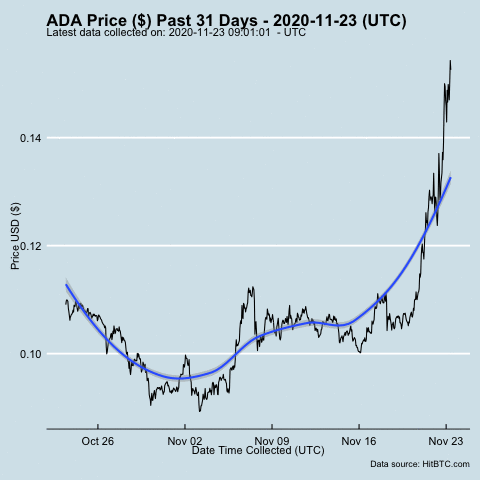 ADA Price ($) Past 31 Days - 2020-11-23 (UTC)
Latest data collected on: 2020-11-23 09:01:01 - UTC
0.14
0.12
0.10
Price USD ($)
Oct 26 Nov 02 Nov 09 Nov 16 Nov 23
Date Time Collected (UTC)
Data source: HitBTC.com